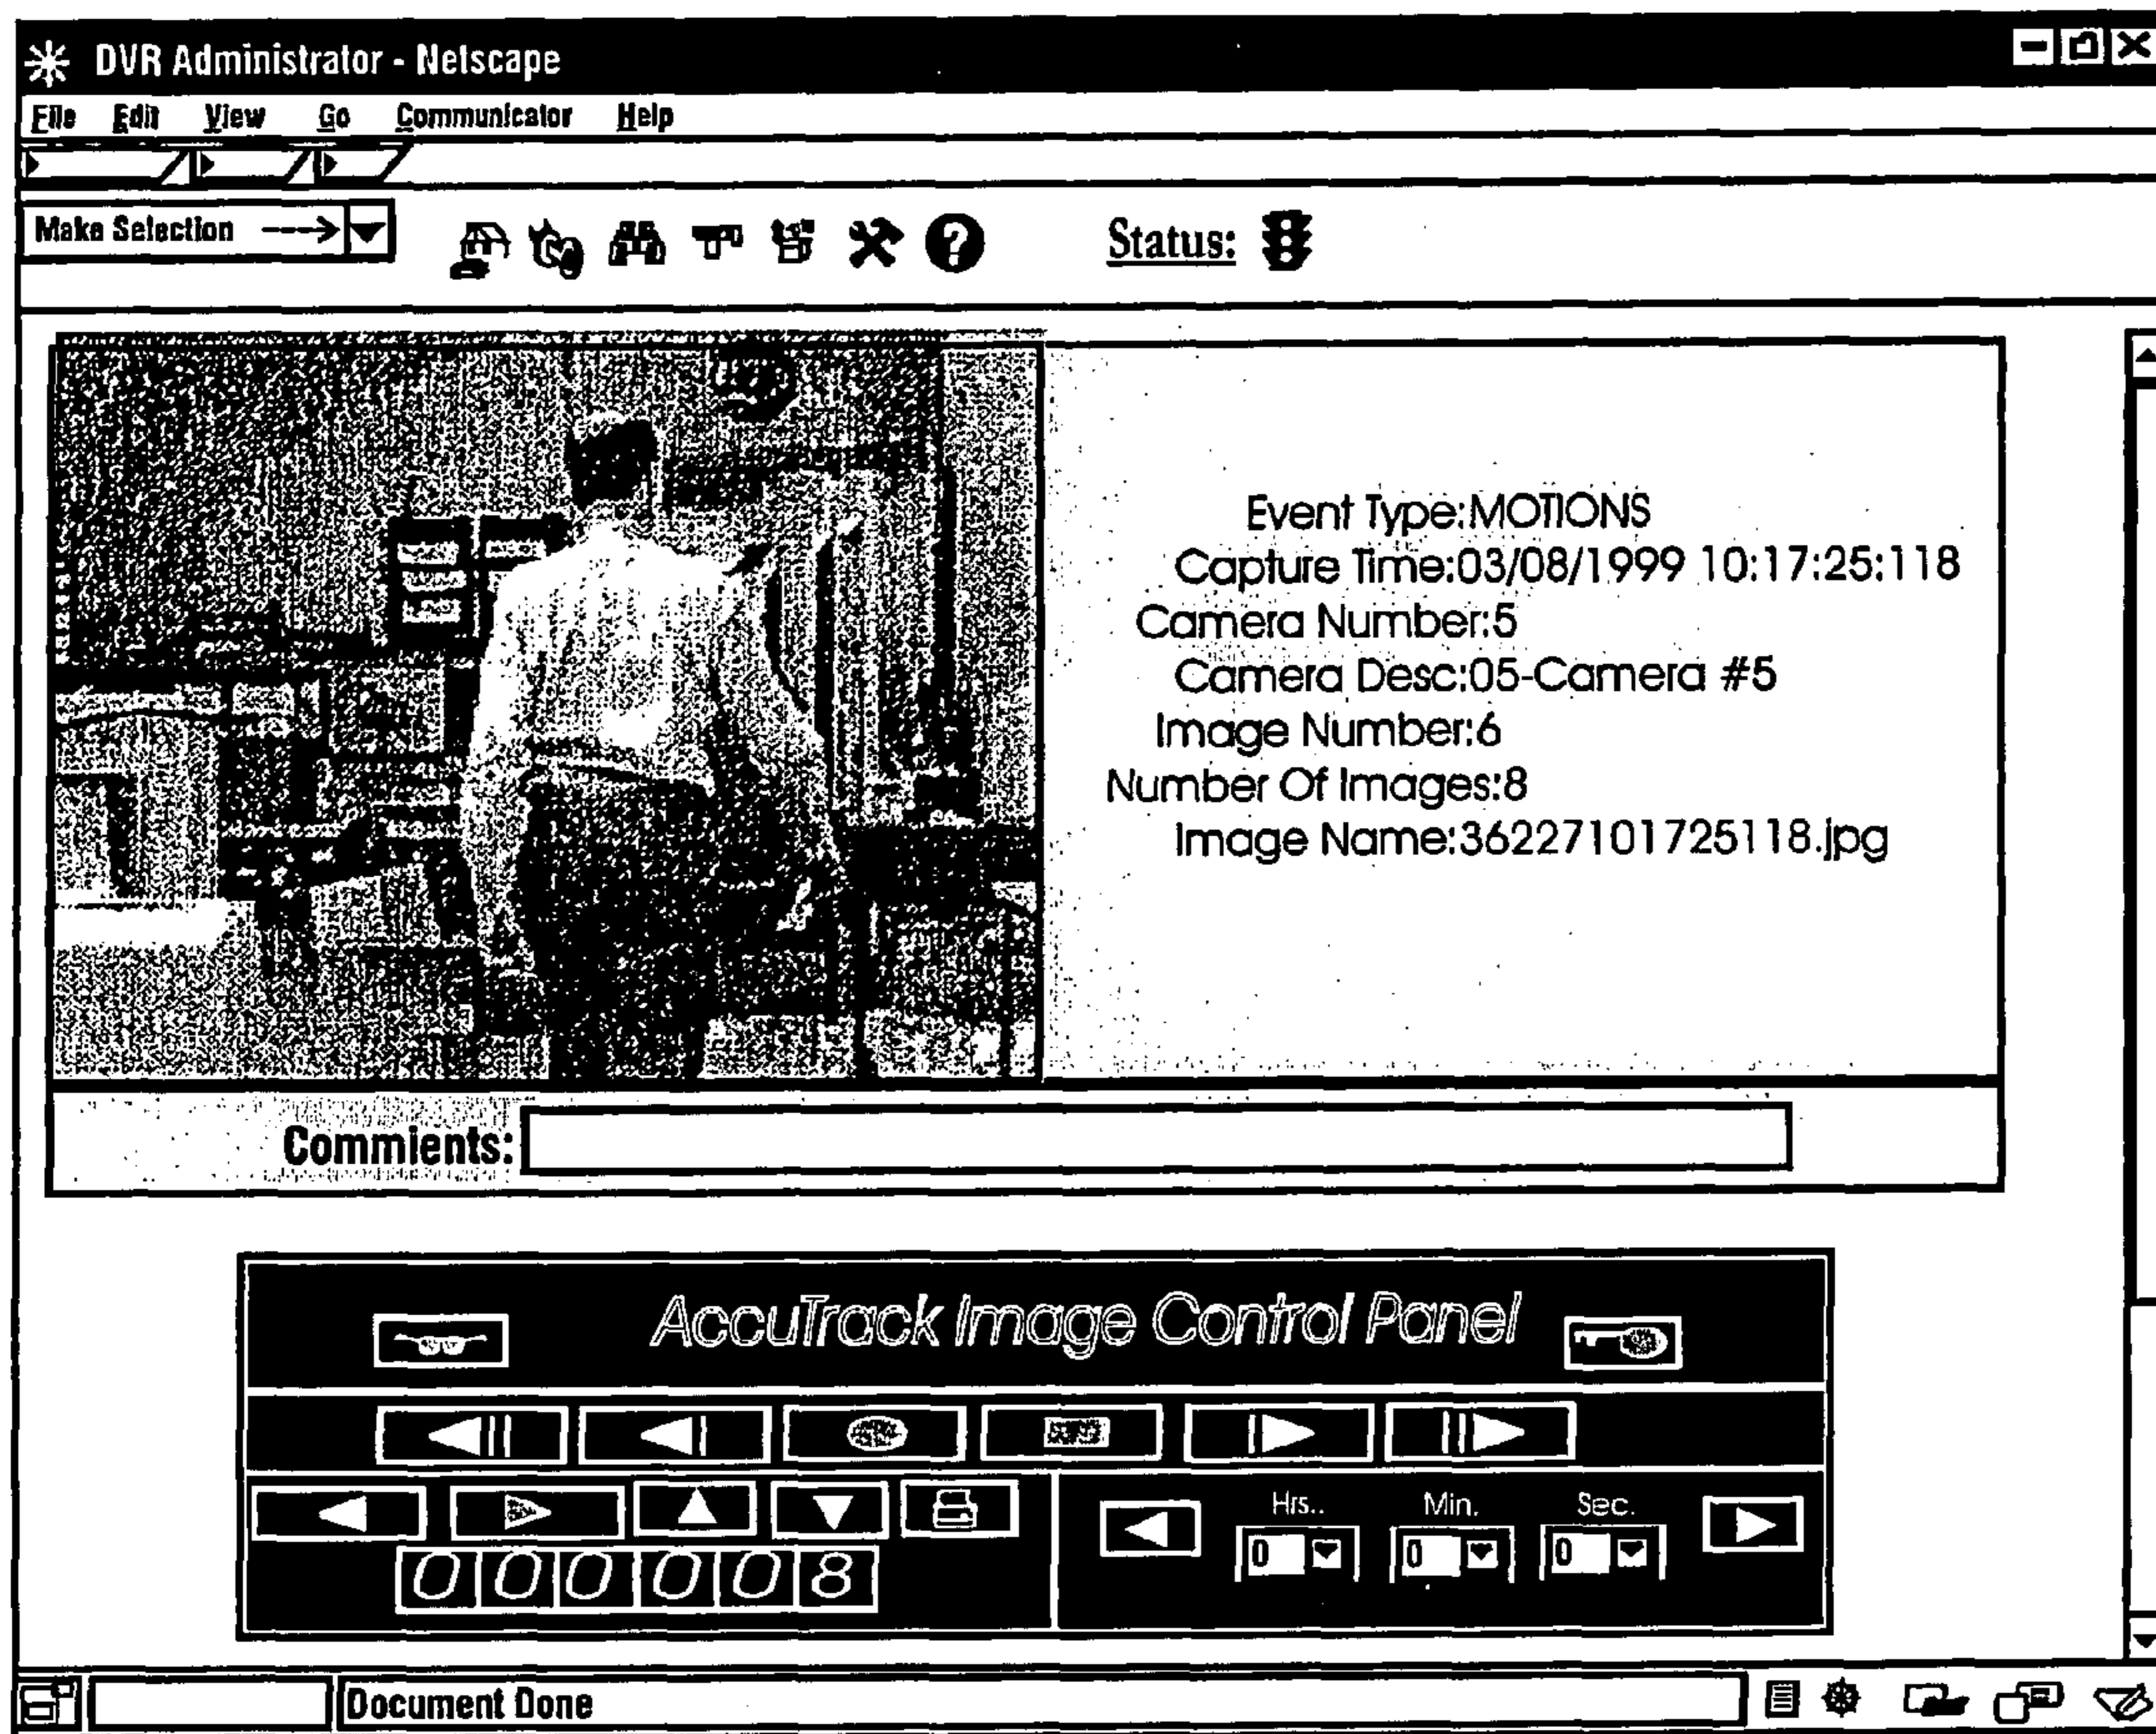 DVR Administrator - Netscape
File Edit View Go Communicator Help
Make Selection --->
Status:
Event Type:MOTIONS
Capture Time:03/08/1999 10:17:25:118
Camera Number:5
Camera Desc:05-Camera #5
Image Number:6
Number Of Images:8
Image Name:36227101725118.jpg
Commients:
AccuTrack Image Control Panel
Hrs.. Min. Sec.
0 0 0
000008
Document Done